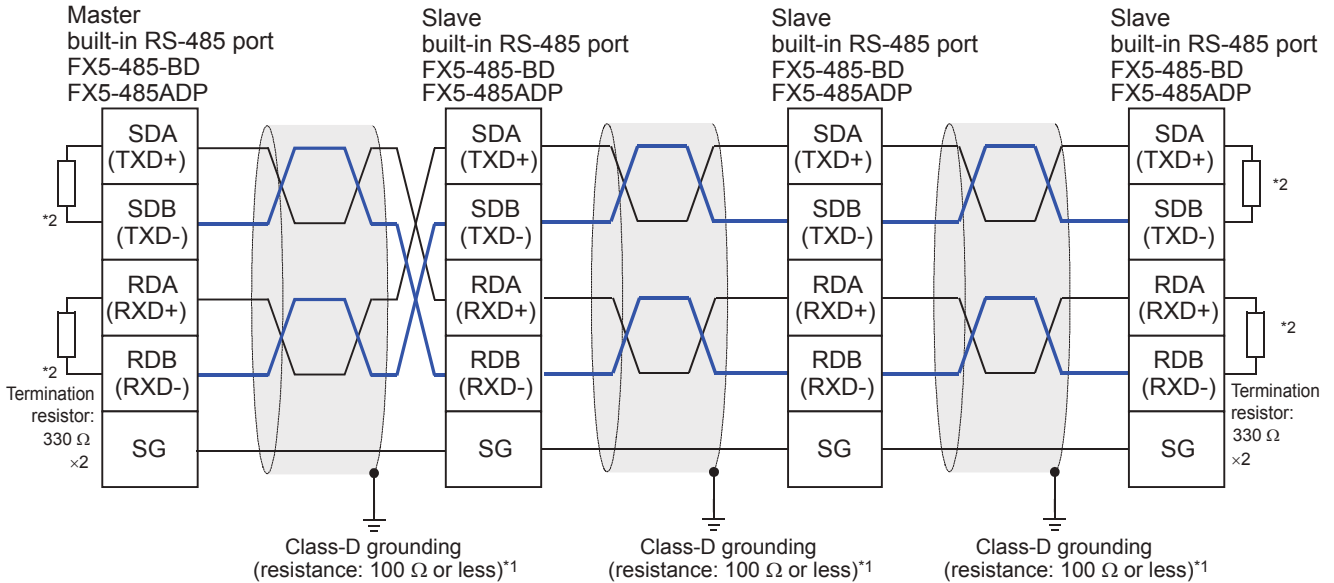 Master
built-in RS-485 port
FX5-485-BD
FX5-485ADP
Slave
built-in RS-485 port
FX5-485-BD
FX5-485ADP
Slave
built-in RS-485 port
FX5-485-BD
FX5-485ADP
Slave
built-in RS-485 port
FX5-485-BD
FX5-485ADP
*2
*2
Termination
resistor:
330 Ω
×2
SDA
(TXD+)
SDB
(TXD-)
RDA
(RXD+)
RDB
(RXD-)
SG
SDA
(TXD+)
SDB
(TXD-)
RDA
(RXD+)
RDB
(RXD-)
SG
SDA
(TXD+)
SDB
(TXD-)
RDA
(RXD+)
RDB
(RXD-)
SG
SDA
(TXD+)
SDB
(TXD-)
RDA
(RXD+)
RDB
(RXD-)
SG
*2
*2
Termination
resistor:
330 Ω
×2
Class-D grounding
(resistance: 100 Ω or less)*1
Class-D grounding
(resistance: 100 Ω or less)*1
Class-D grounding
(resistance: 100 Ω or less)*1